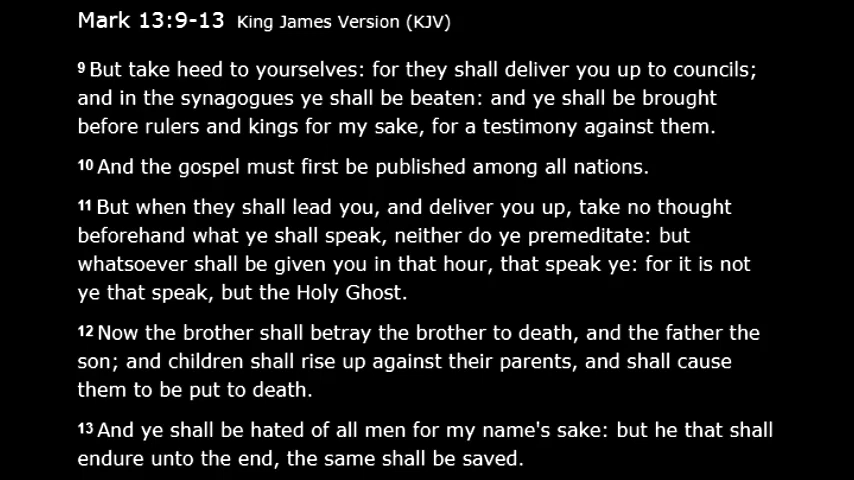 Mark 13:9-13 King James Version (KJV)
9 But take heed to yourselves: for they shall deliver you up to councils;
and in the synagogues ye shall be beaten: and ye shall be brought
before rulers and kings for my sake, for a testimony against them.
10 And the gospel must first be published among all nations.
11 But when they shall lead you, and deliver you up, take no thought
beforehand what ye shall speak, neither do ye premeditate: but
whatsoever shall be given you in that hour, that speak ye: for it is not
ye that speak, but the Holy Ghost.
12 Now the brother shall betray the brother to death, and the father the
son; and children shall rise up against their parents, and shall cause
them to be put to death.
13 And ye shall be hated of all men for my name's sake: but he that shall
endure unto the end, the same shall be saved.